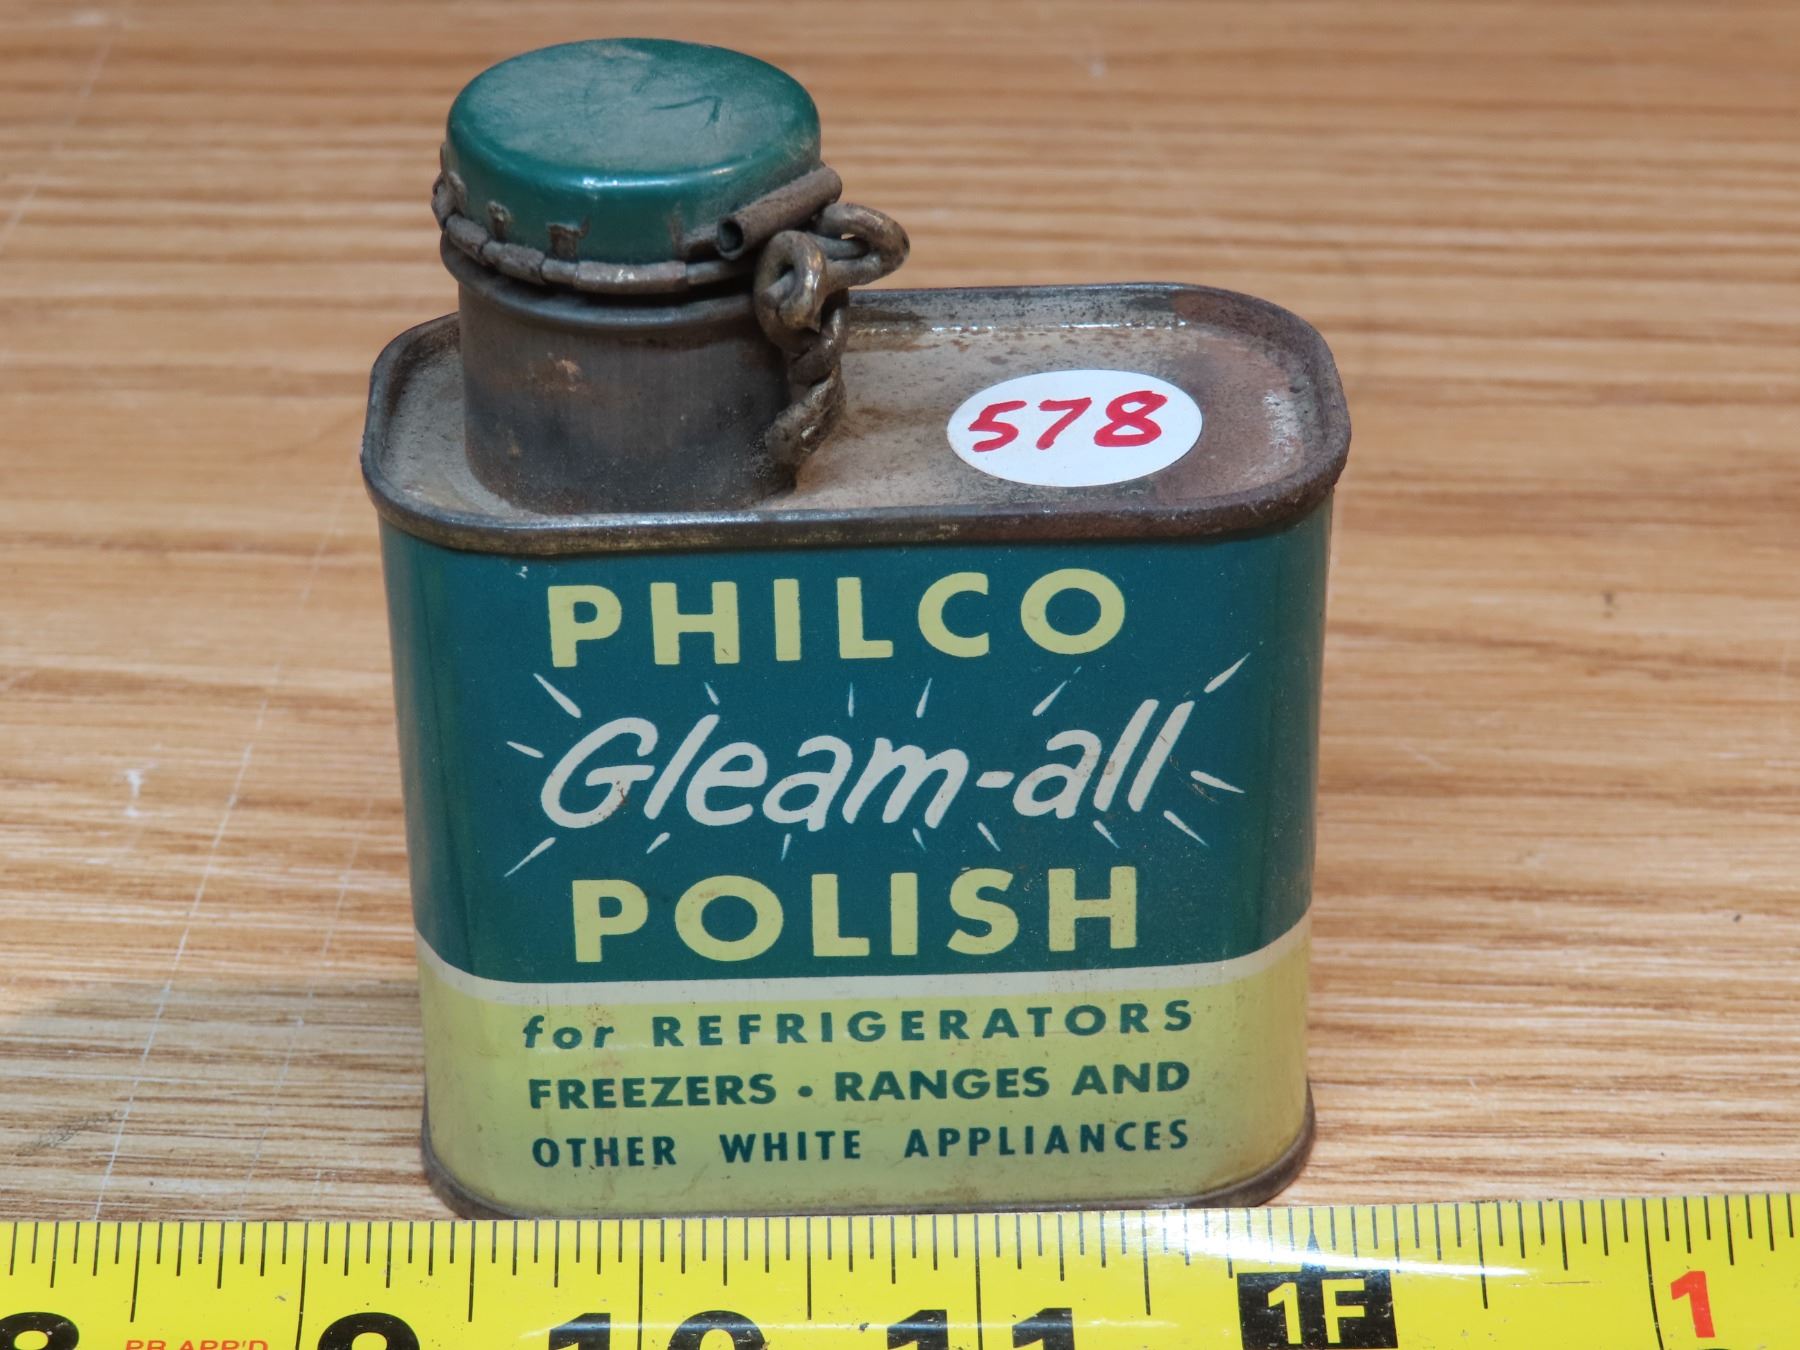 578
PHILCO
Gleam-all
POLISH
for REFRIGERATORS
FREEZERS • RANGES AND
OTHER WHITE APPLIANCES
8 9 10 11 1F 1
PR APP'D